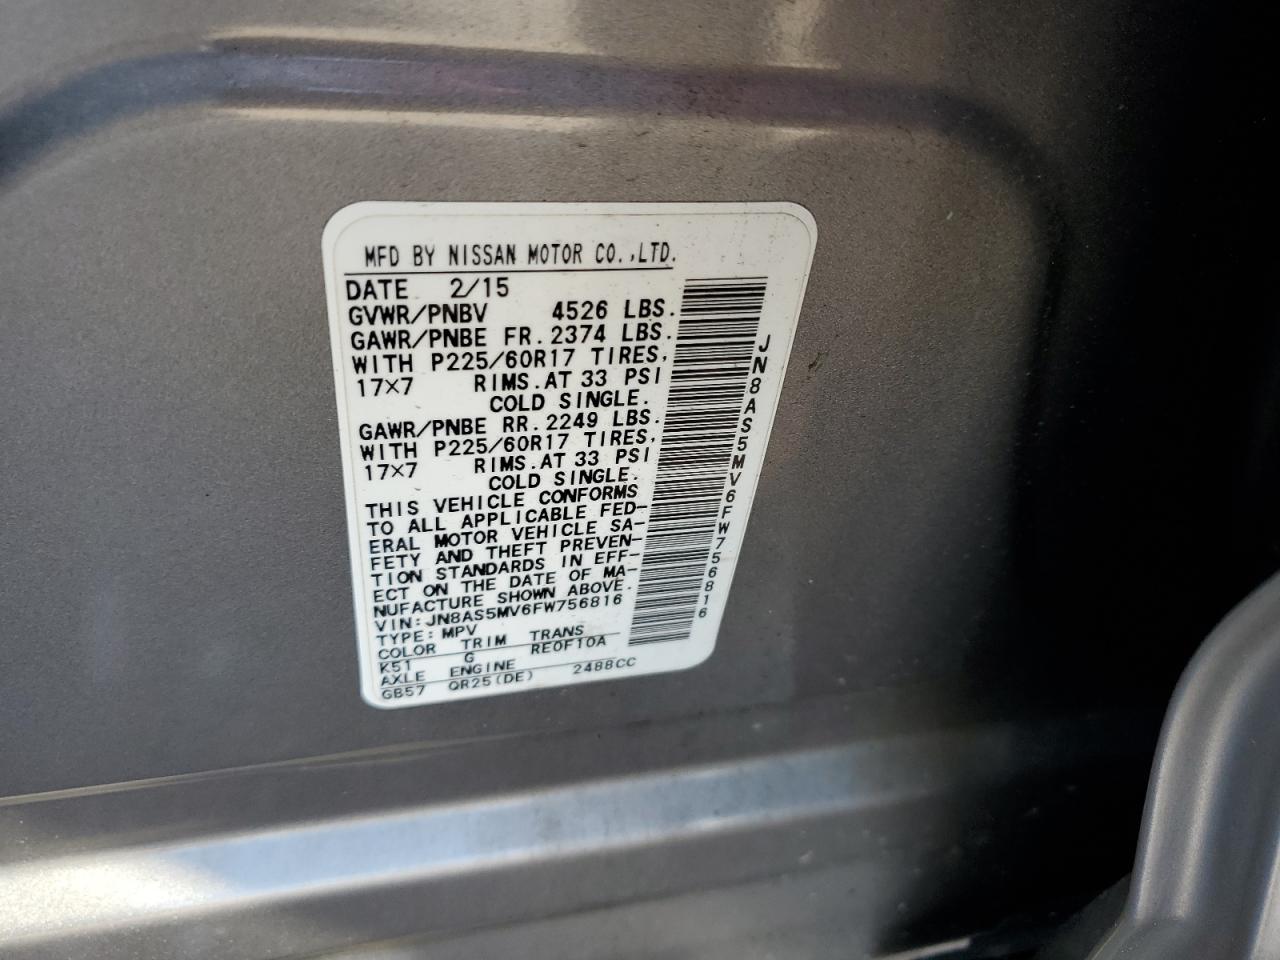 MFD BY NISSAN MOTOR CO.,LTD.
DATE 2/15
GVWR/PNBV 4526 LBS.
GAWR/PNBE FR. 2374 LBS.
WITH P225/60R17 TIRES,
17×7 RIMS. AT 33 PSI
COLD SINGLE.
GAWR/PNBE RR. 2249 LBS.
WITH P225/60R17 TIRES,
17×7 RIMS. AT 33 PSI
COLD SINGLE.
THIS VEHICLE CONFORMS
TO ALL APPLICABLE FED-
ERAL MOTOR VEHICLE SA-
FETY AND THEFT PREVEN-
TION STANDARDS IN EFF-
ECT ON THE DATE OF MA-
NUFACTURE SHOWN ABOVE.
VIN: JN8AS5MV6FW756816
TYPE: MPV
COLOR TRIM TRANS
K51 G RE0F10A
AXLE ENGINE
GB57 QR25(DE) 2488CC
JN8AS5MV6FW756816